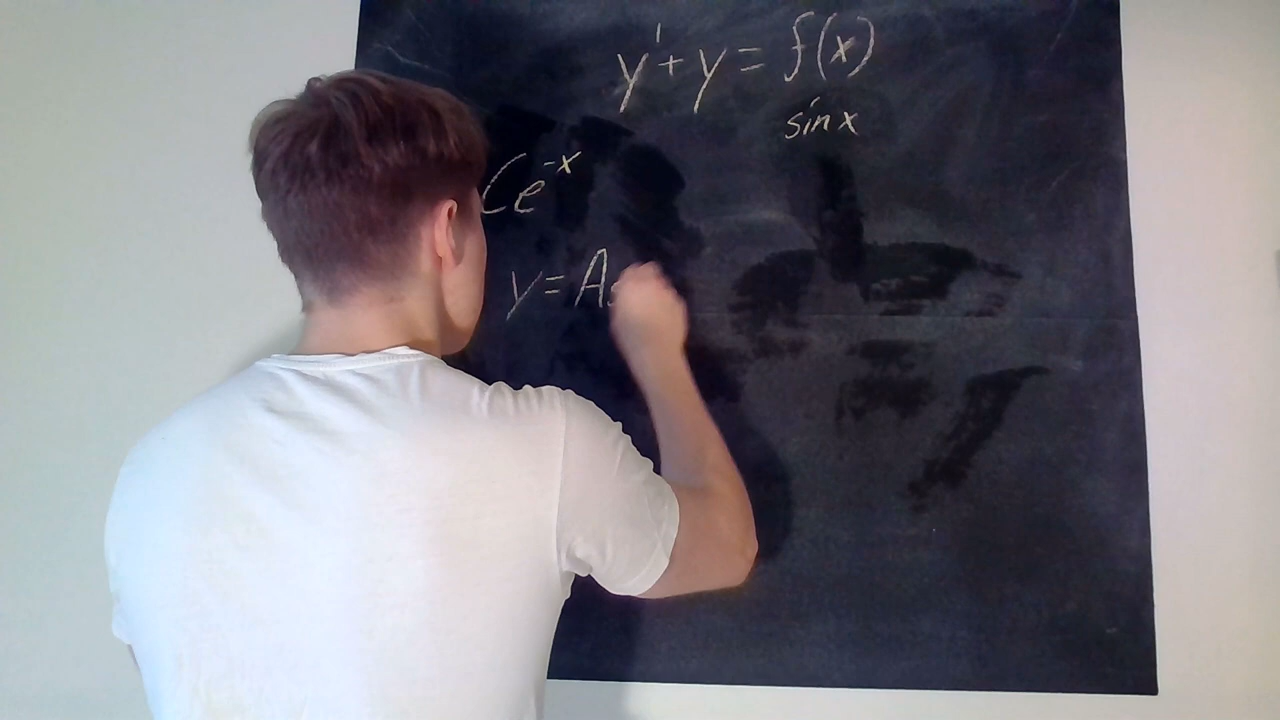 y' + y = f(x)
sin x
Ce^-x
y = A